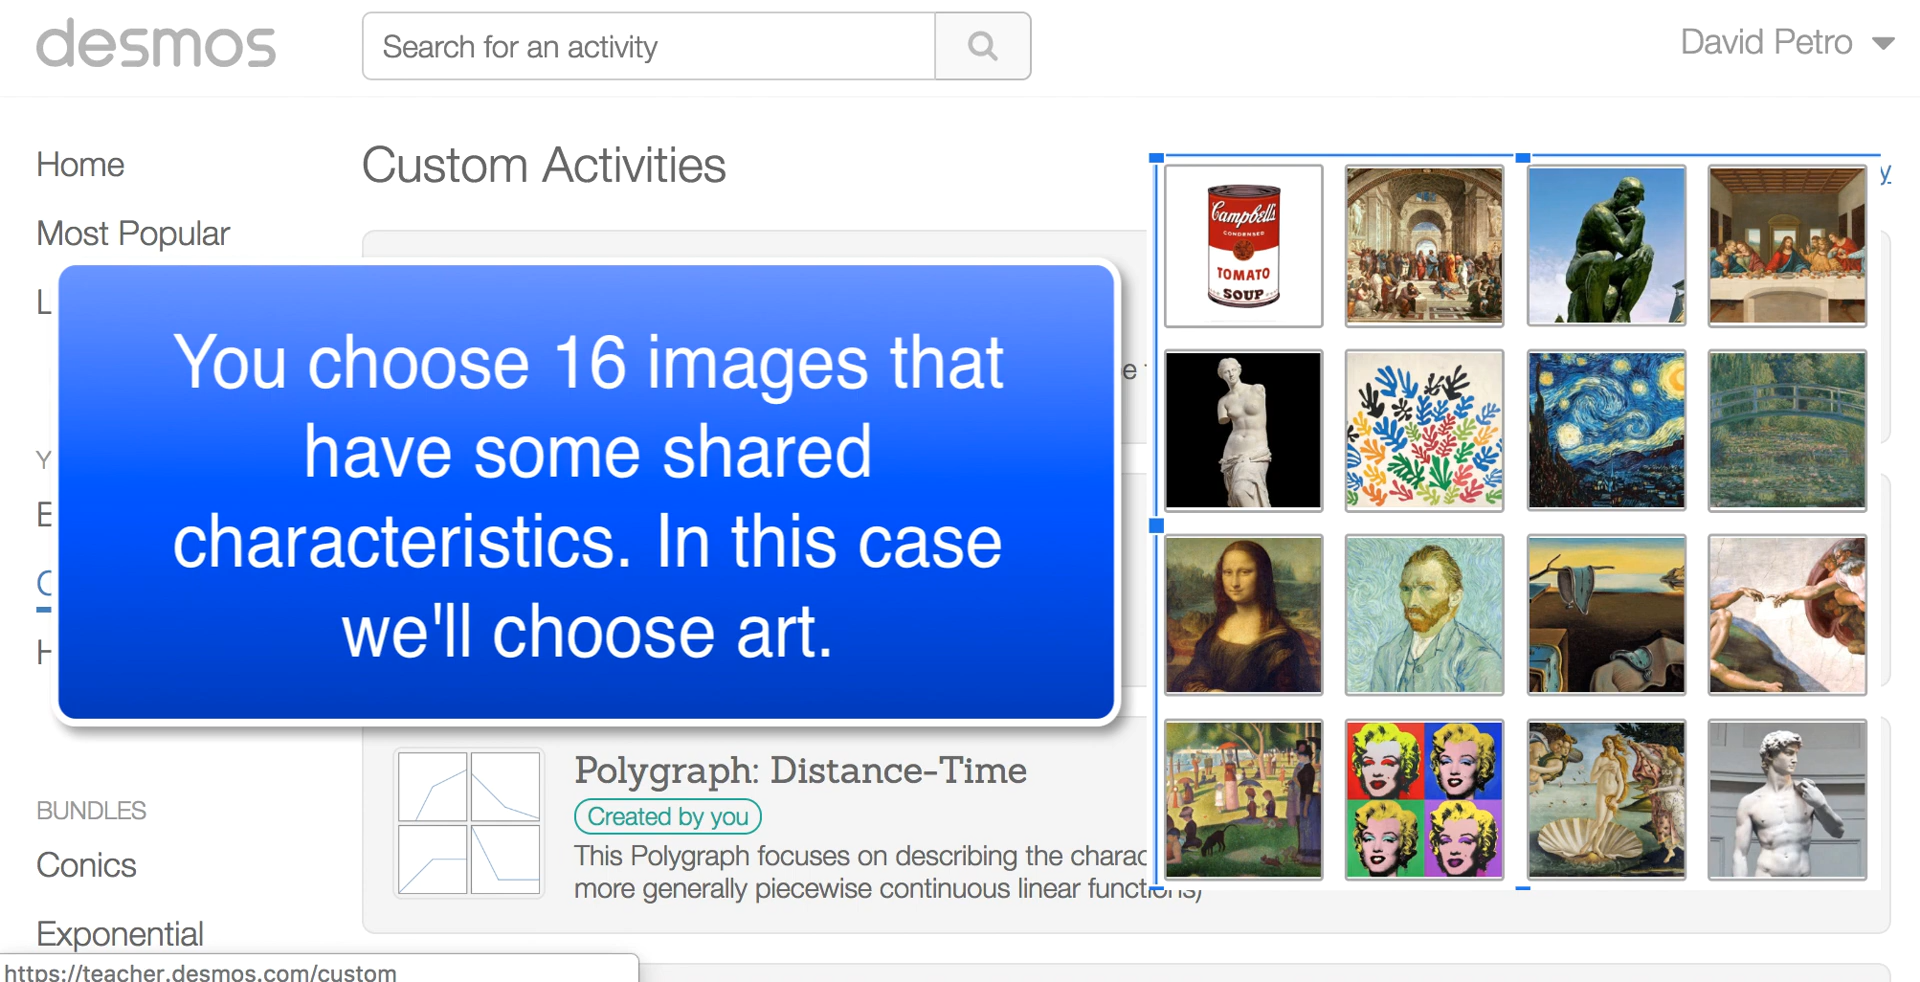 desmos
Search for an activity
David Petro
Home
Custom Activities
y
Most Popular
L
You choose 16 images that
have some shared
characteristics. In this case
we'll choose art.
e
Y
E
C
H
Campbell's
CONDENSED
TOMATO
SOUP
Polygraph: Distance-Time
Created by you
This Polygraph focuses on describing the charac
more generally piecewise continuous linear functions)
BUNDLES
Conics
Exponential
https://teacher.desmos.com/custom